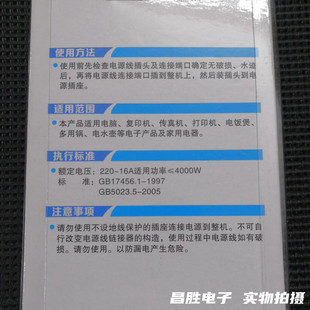 使用方法
使用前先检查电源线插头及连接端口确定无破损、水迹
后，再将电源线连接端口插到整机上，然后装插头到电
源插座。
适用范围
本产品适用电脑、复印机、传真机、打印机、电饭煲、
多用锅、电水壶等电子产品及家用电器。
执行标准
额定电压：220-16A适用功率≤4000W
标 准：GB17456.1-1997
GB5023.5-2005
注意事项
请勿使用不设地线保护的插座连接电源到整机。不可自
行改变电源线链接器的构造，使用过程中电源线如有破
损。请勿使用。以防漏电产生危险。
昌胜电子 实物拍摄